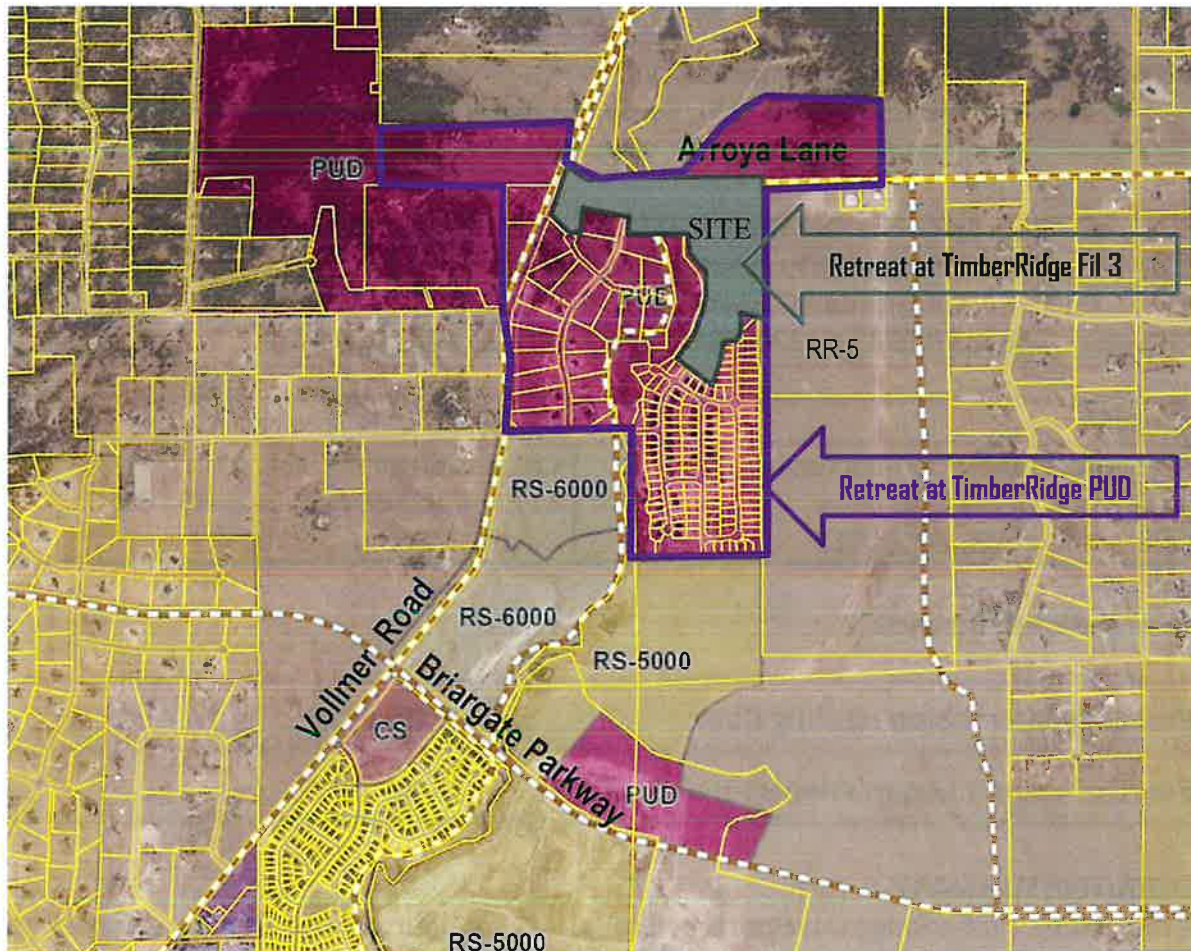 Arroya Lane
PUD
SITE
Retreat at TimberRidge Fil 3
PUD
RR-5
RS-6000
Retreat at TimberRidge PUD
RS-6000
RS-5000
Vollmer Road
Briargate Parkway
CS
PUD
RS-5000